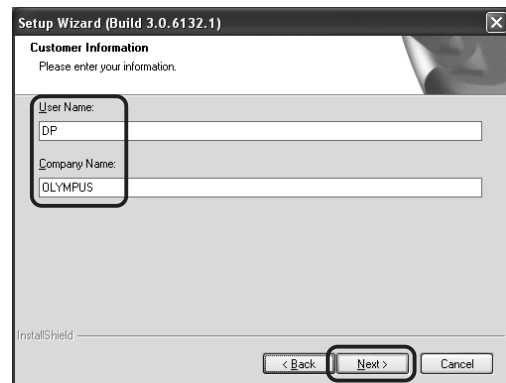 Setup Wizard (Build 3.0.6132.1)
Customer Information
Please enter your information.
User Name:
DP
Company Name:
OLYMPUS
InstallShield
< Back Next > Cancel